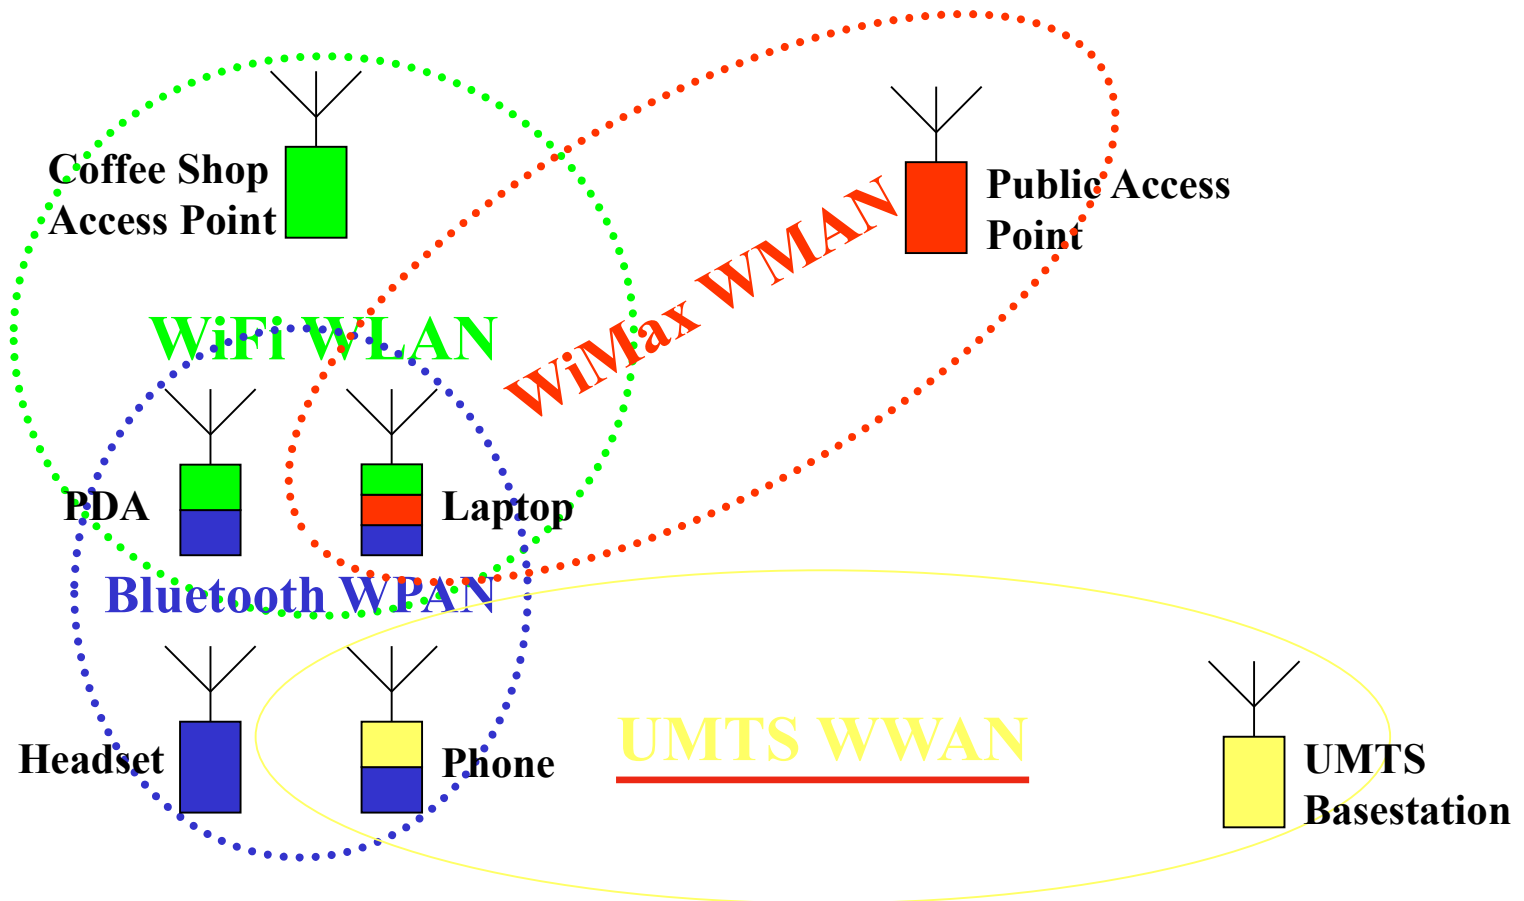 Coffee Shop
Access Point
Public Access
Point
WiFi WLAN
WiMax WMAN
PDA
Laptop
Bluetooth WPAN
Headset
Phone
UMTS WWAN
UMTS
Basestation